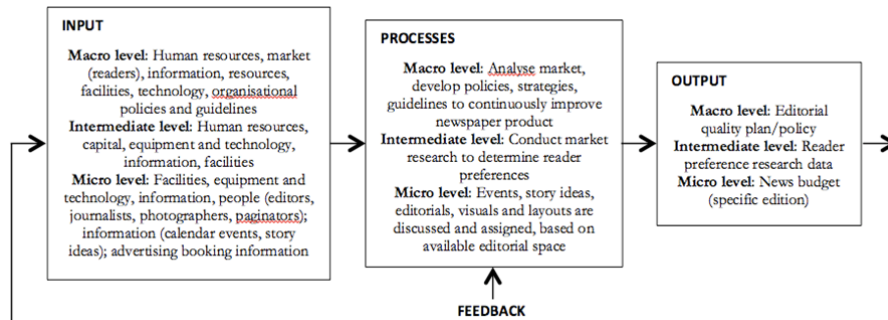 INPUT
Macro level: Human resources, market
(readers), information, resources,
facilities, technology, organisational
policies and guidelines
Intermediate level: Human resources,
capital, equipment and technology,
information, facilities
Micro level: Facilities, equipment and
technology, information, people (editors,
journalists, photographers, paginators);
information (calendar events, story
ideas); advertising booking information
PROCESSES
Macro level: Analyse market,
develop policies, strategies,
guidelines to continuously improve
newspaper product
Intermediate level: Conduct market
research to determine reader
preferences
Micro level: Events, story ideas,
editorials, visuals and layouts are
discussed and assigned, based on
available editorial space
OUTPUT
Macro level: Editorial
quality plan/policy
Intermediate level: Reader
preference research data
Micro level: News budget
(specific edition)
FEEDBACK